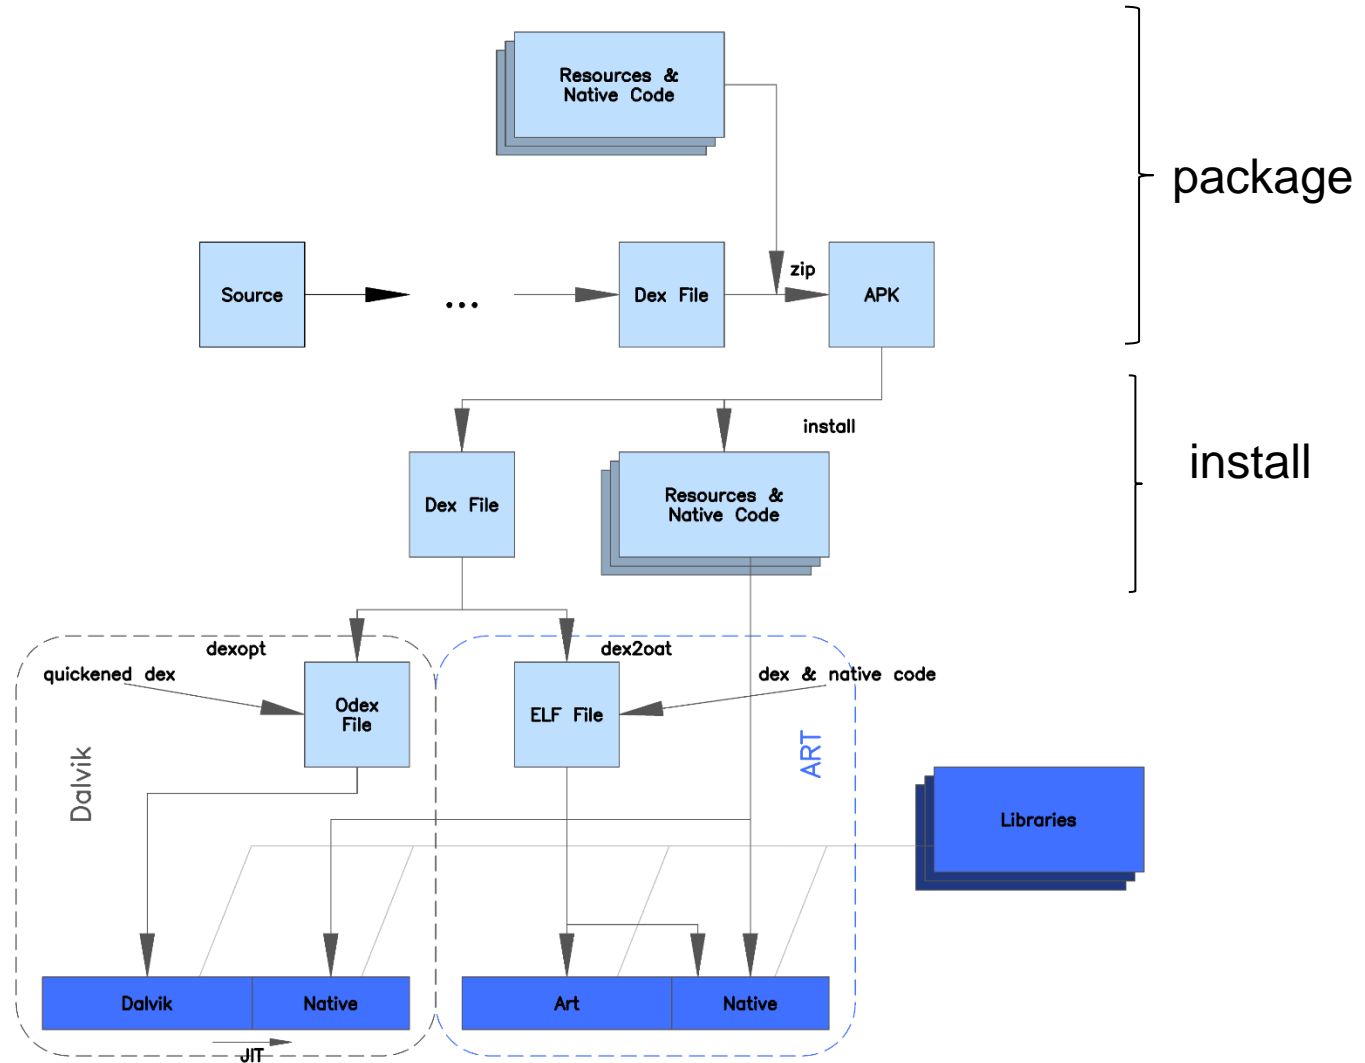 Resources &
Native Code
package
zip
Source
...
Dex File
APK
install
install
Dex File
Resources &
Native Code
dexopt
dex2oat
quickened dex
dex & native code
Odex
File
ELF File
Dalvik
ART
Libraries
Dalvik
Native
Art
Native
JIT